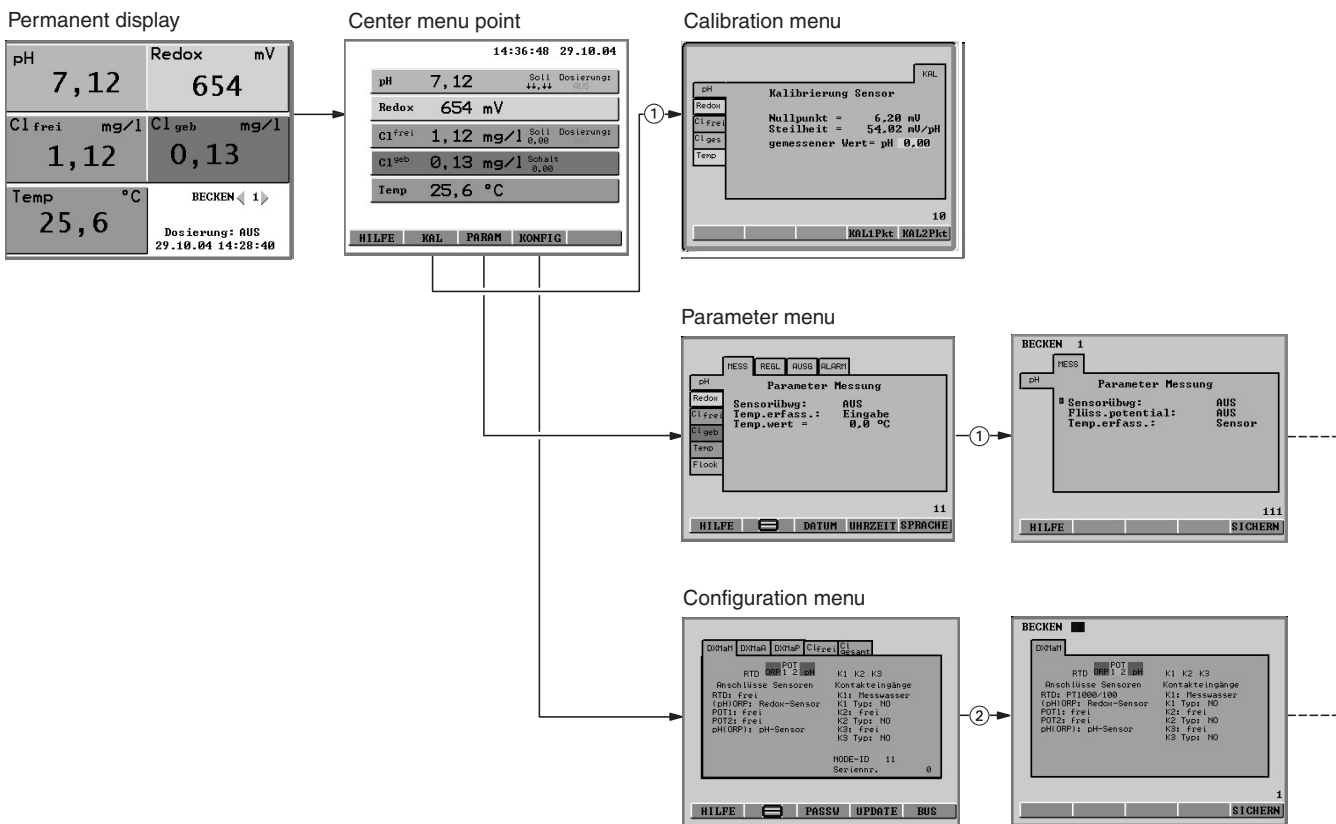 Permanent display
pH
7,12
Redox mV
654
Cl frei mg/l
1,12
Cl geb mg/l
0,13
Temp °C
25,6
BECKEN 1
Dosierung: AUS
29.10.04 14:28:40
Center menu point
14:36:48 29.10.04
pH 7,12 Soll Dosierung:
↓↓,↓↓ AUS
Redox 654 mV
Cl frei 1,12 mg/l Soll Dosierung:
0,00 AUS
Cl geb 0,13 mg/l Schalt
0,00
Temp 25,6 °C
HILFE KAL PARAM KONFIG
1
Calibration menu
KAL
pH
Redox
Cl frei
Cl ges
Temp
Kalibrierung Sensor
Nullpunkt = 6,20 mV
Steilheit = 54,02 mV/pH
gemessener Wert= pH 0,00
10
KAL1Pkt KAL2Pkt
Parameter menu
MESS REGL AUSG ALARM
pH
Redox
Cl frei
Cl geb
Temp
Flock
Parameter Messung
Sensorübwg: AUS
Temp.erfass.: Eingabe
Temp.wert = 0,0 °C
11
HILFE DATUM UHRZEIT SPRACHE
1
BECKEN 1
MESS
pH
Parameter Messung
Sensorübwg: AUS
Flüss.potential: AUS
Temp.erfass.: Sensor
111
HILFE SICHERN
Configuration menu
DXMaM DXMaA DXMaP Cl frei Cl gesamt
POT
RTD ORP 1 2 pH K1 K2 K3
Anschlüsse Sensoren Kontakteingänge
RTD: frei K1: Messwasser
(pH)ORP: Redox-Sensor K1 Typ: NO
POT1: frei K2: frei
POT2: frei K2 Typ: NO
pH(ORP): pH-Sensor K3: frei
K3 Typ: NO
NODE-ID 11
Seriennr. 0
HILFE PASSW UPDATE BUS
2
BECKEN 1
DXMaM
POT
RTD ORP 1 2 pH K1 K2 K3
Anschlüsse Sensoren Kontakteingänge
RTD: PT1000/100 K1: Messwasser
(pH)ORP: Redox-Sensor K1 Typ: NO
POT1: frei K2: frei
POT2: frei K2 Typ: NO
pH(ORP): pH-Sensor K3: frei
K3 Typ: NO
1
SICHERN